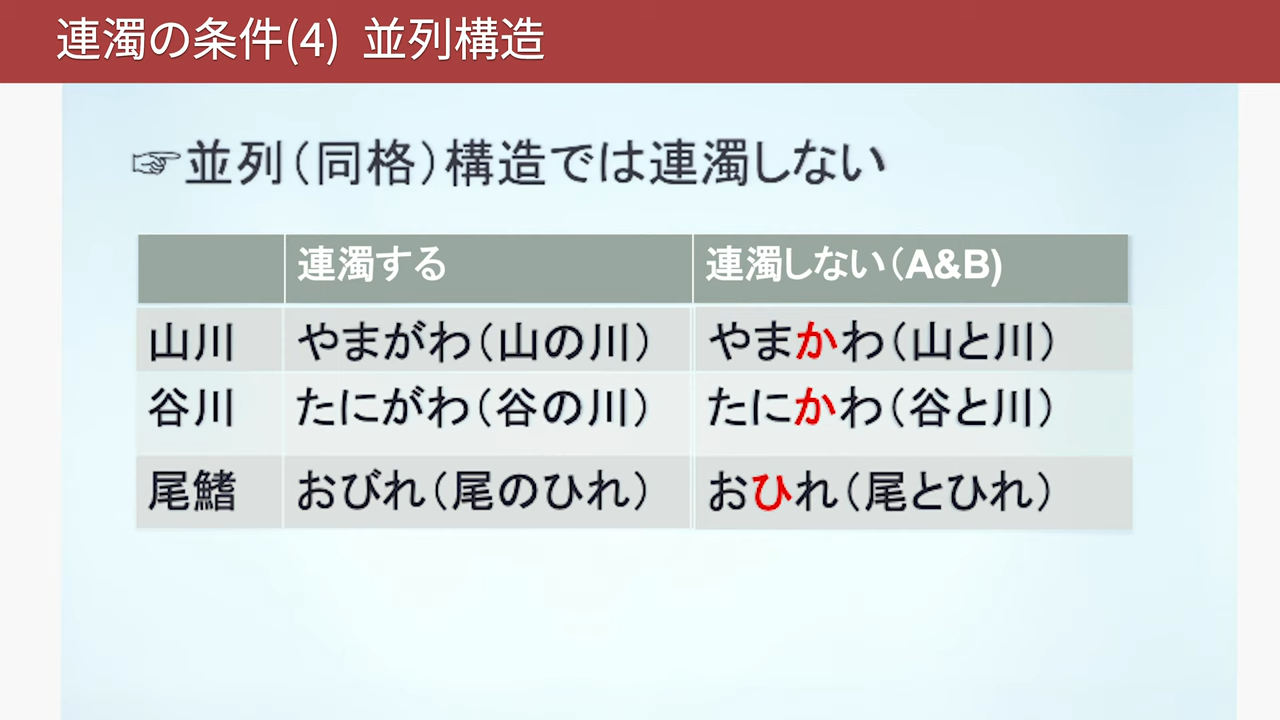 連濁の条件(4) 並列構造
☞並列(同格)構造では連濁しない
連濁する 連濁しない(A&B)
山川 やまがわ(山の川) やまかわ(山と川)
谷川 たにがわ(谷の川) たにかわ(谷と川)
尾鰭 おびれ(尾のひれ) おひれ(尾とひれ)